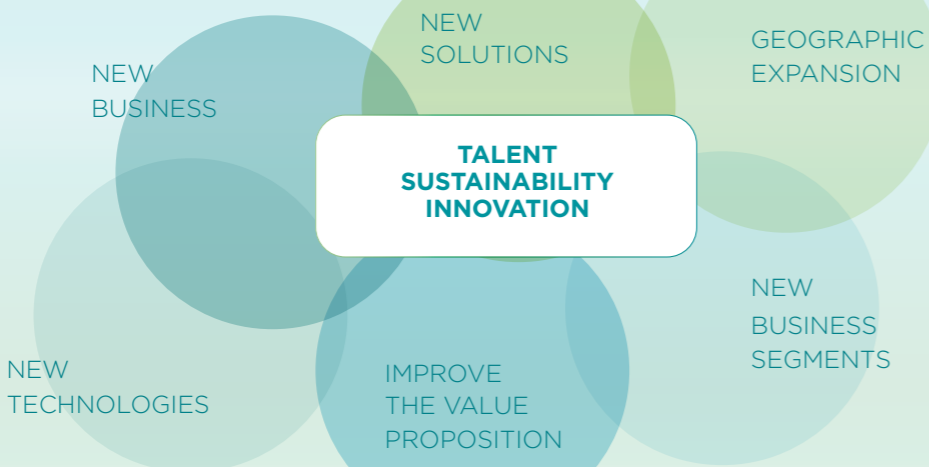 NEW
SOLUTIONS
GEOGRAPHIC
EXPANSION
NEW
BUSINESS
TALENT
SUSTAINABILITY
INNOVATION
NEW
BUSINESS
SEGMENTS
NEW
TECHNOLOGIES
IMPROVE
THE VALUE
PROPOSITION